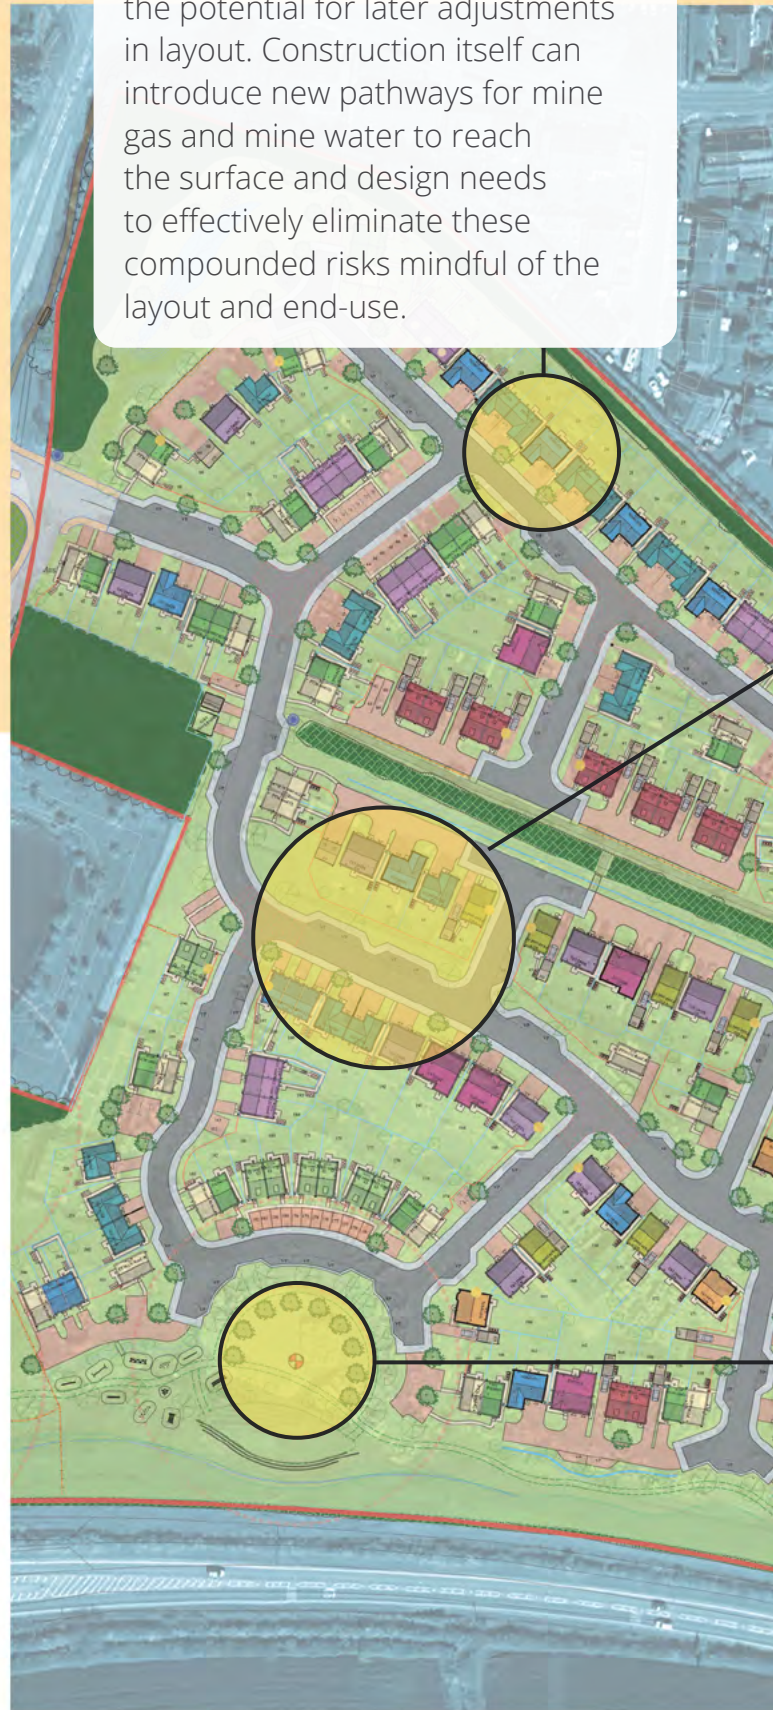 the potential for later adjustments
in layout. Construction itself can
introduce new pathways for mine
gas and mine water to reach
the surface and design needs
to effectively eliminate these
compounded risks mindful of the
layout and end-use.